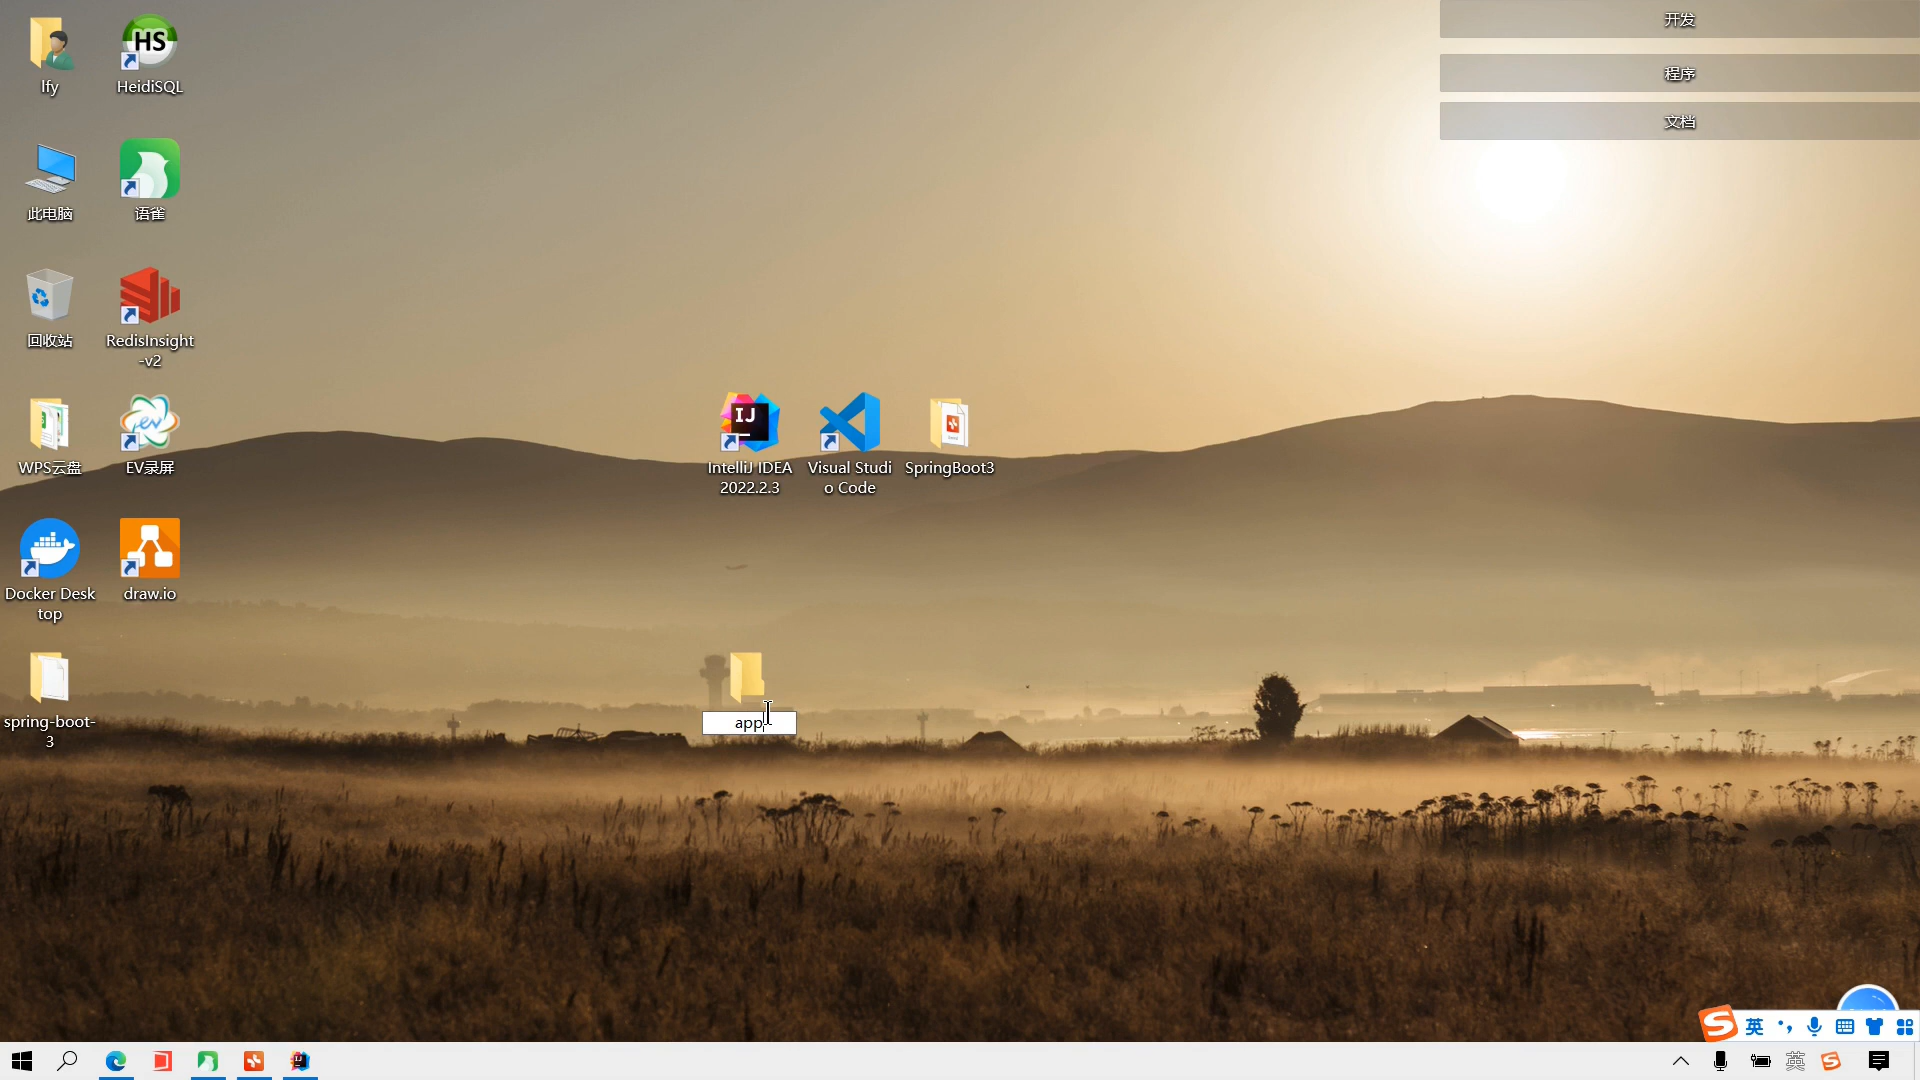 lfy
HS
HeidiSQL
此电脑
语雀
回收站
RedisInsight
-v2
WPS云盘
EV录屏
Docker Desk
top
draw.io
spring-boot-
3
IJ
IntelliJ IDEA
2022.2.3
Visual Studi
o Code
SpringBoot3
app
开发
程序
文档
英
英